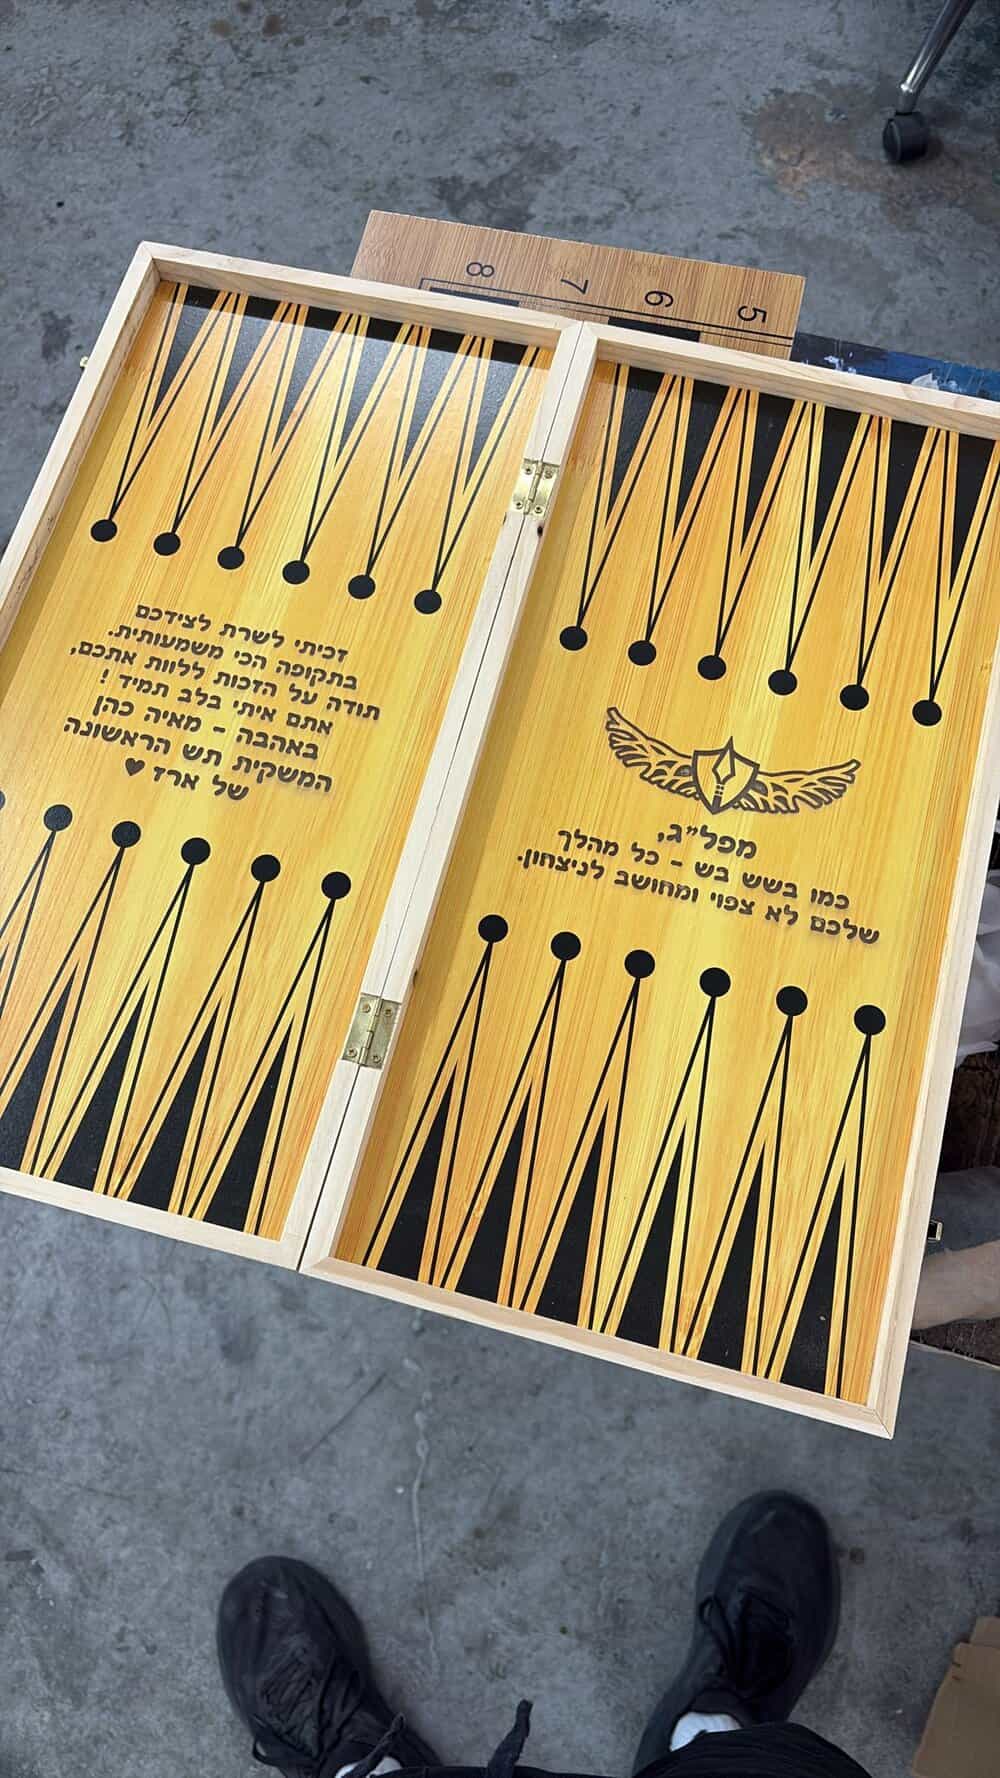 8 7 6 5
זכיתי לשרת לצידכם
בתקופה הכי משמעותית.
תודה על הזכות ללוות אתכם,
אתם איתי בלב תמיד !
באהבה - מאיה כהן
המשקית תש הראשונה
של ארז ♥
מפל״ג,
כמו בשש בש - כל מהלך
שלכם לא צפוי ומחושב לניצחון.